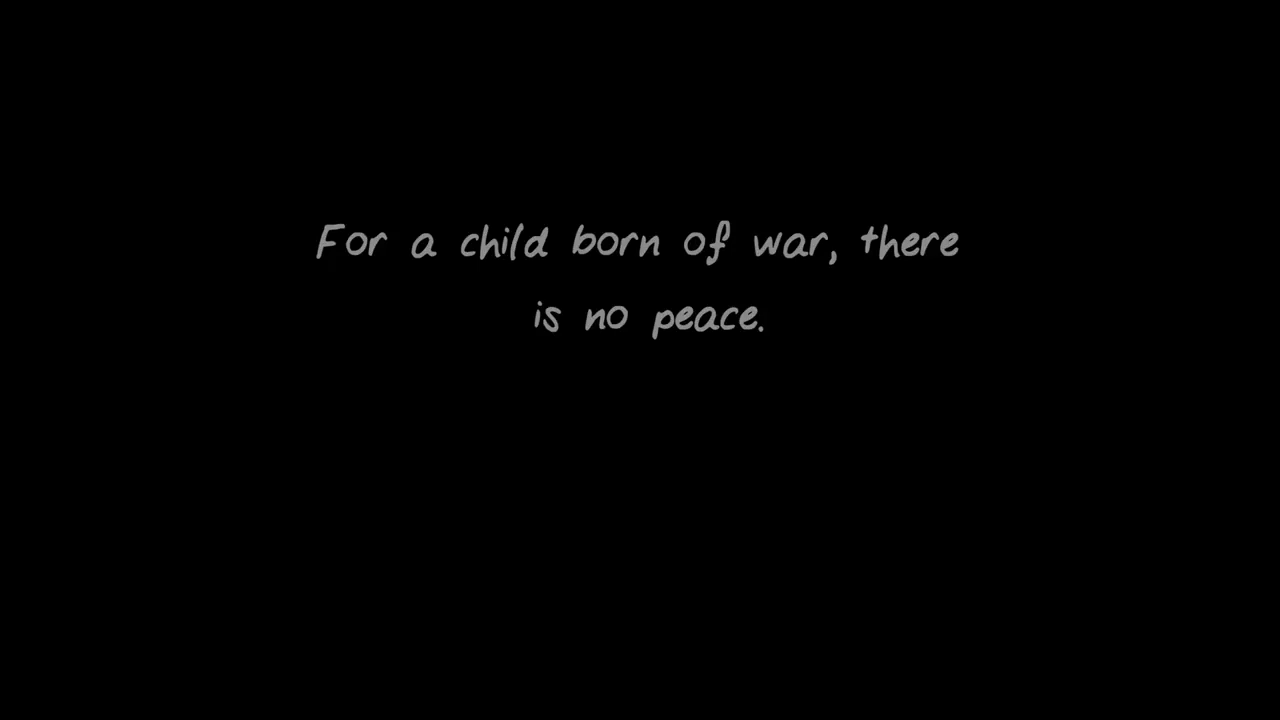 For a child born of war, there
is no peace.